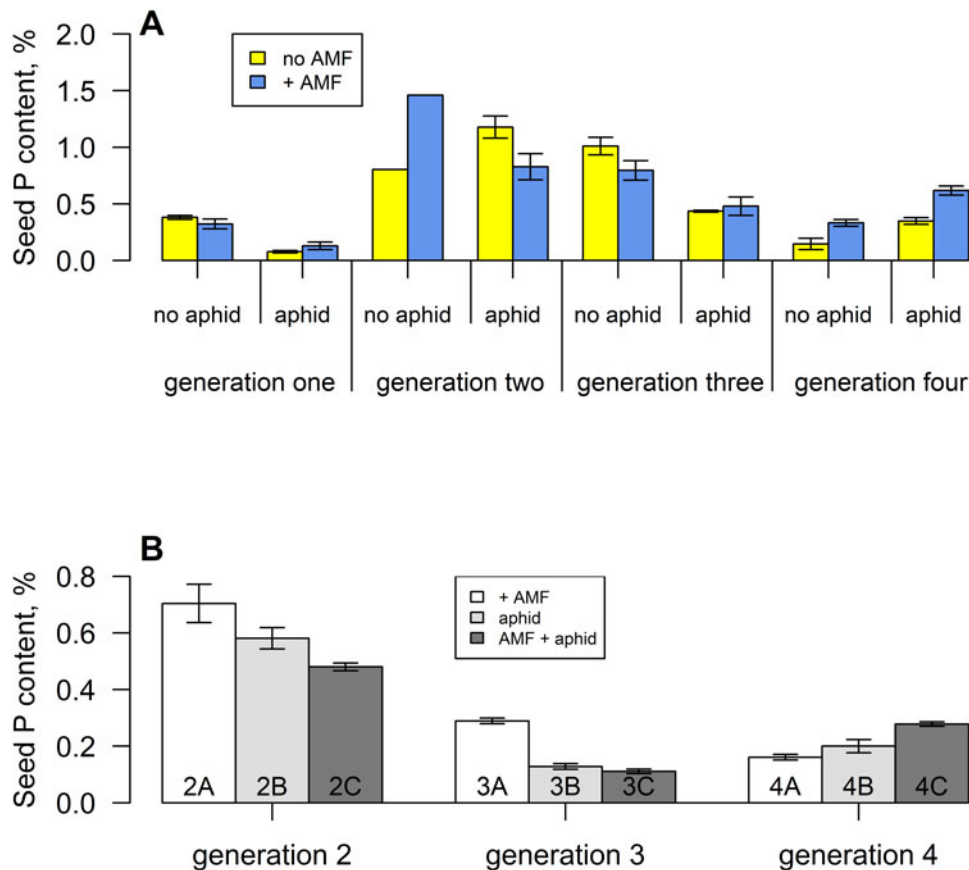 A
2.0
no AMF
+ AMF
1.5
1.0
0.5
0.0
Seed P content, %
no aphid aphid no aphid aphid no aphid aphid no aphid aphid
generation one generation two generation three generation four
B
0.8
+ AMF
aphid
AMF + aphid
0.6
0.4
0.2
0.0
Seed P content, %
2A 2B 2C 3A 3B 3C 4A 4B 4C
generation 2 generation 3 generation 4